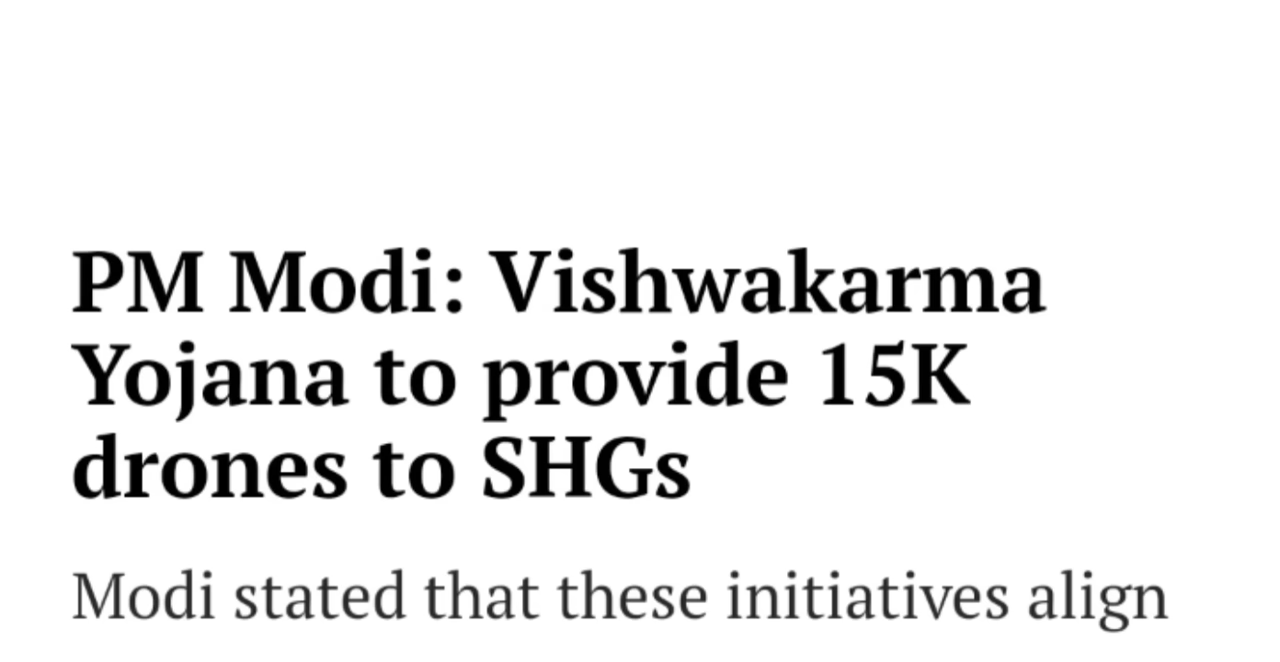 PM Modi: Vishwakarma
Yojana to provide 15K
drones to SHGs
Modi stated that these initiatives align